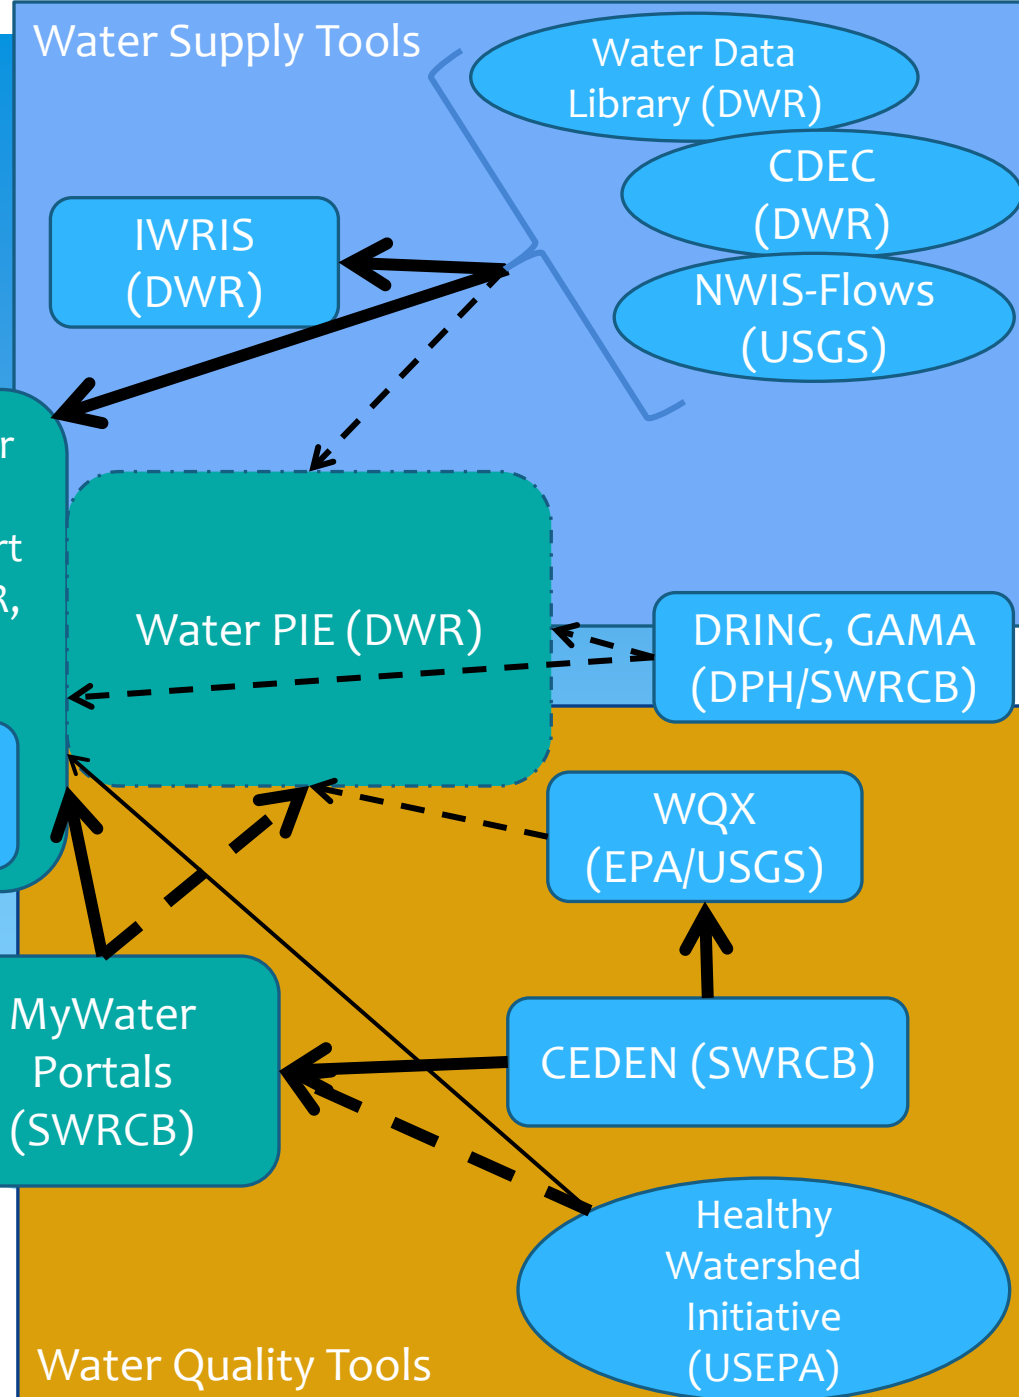 Water Supply Tools
Water Data
Library (DWR)
CDEC
(DWR)
IWRIS
(DWR)
NWIS-Flows
(USGS)
Water PIE (DWR)
DRINC, GAMA
(DPH/SWRCB)
WQX
(EPA/USGS)
MyWater
Portals
(SWRCB)
CEDEN (SWRCB)
Healthy
Watershed
Initiative
(USEPA)
Water Quality Tools